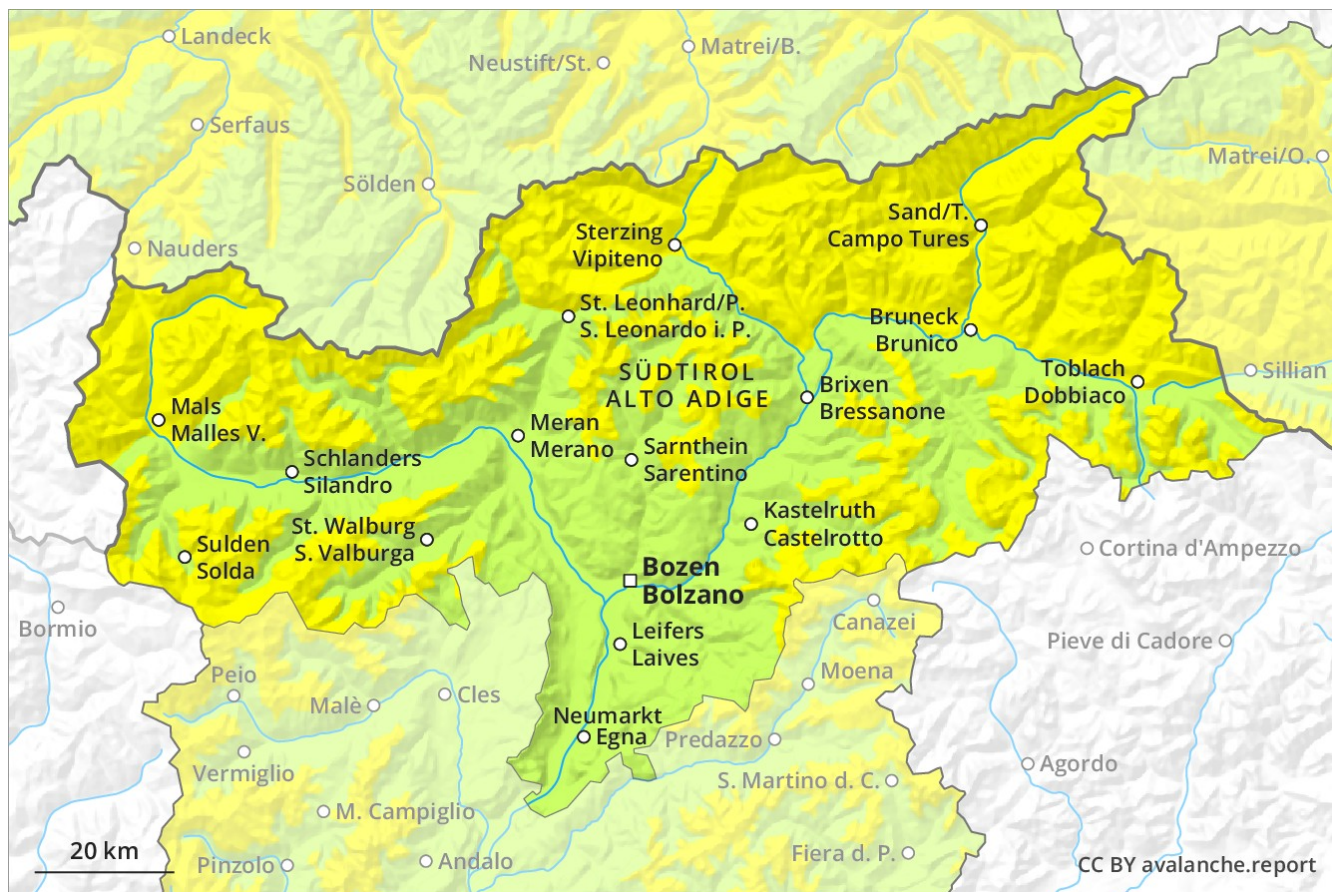 Landeck
Matrei/B.
Neustift/St.
Serfaus
Matrei/O.
Sölden
Sand/T.
Campo Tures
Sterzing
Vipiteno
Nauders
St. Leonhard/P.
S. Leonardo i. P.
Bruneck
Brunico
SÜDTIROL
ALTO ADIGE
Toblach
Dobbiaco
Sillian
Brixen
Bressanone
Mals
Malles V.
Meran
Merano
Sarnthein
Sarentino
Schlanders
Silandro
Kastelruth
Castelrotto
St. Walburg
S. Valburga
Sulden
Solda
Cortina d'Ampezzo
Bozen
Bolzano
Bormio
Canazei
Leifers
Laives
Pieve di Cadore
Peio
Moena
Malè
Cles
Neumarkt
Egna
Predazzo
Vermiglio
Agordo
S. Martino d. C.
M. Campiglio
20 km
Pinzolo
Andalo
Fiera d. P.
CC BY avalanche.report